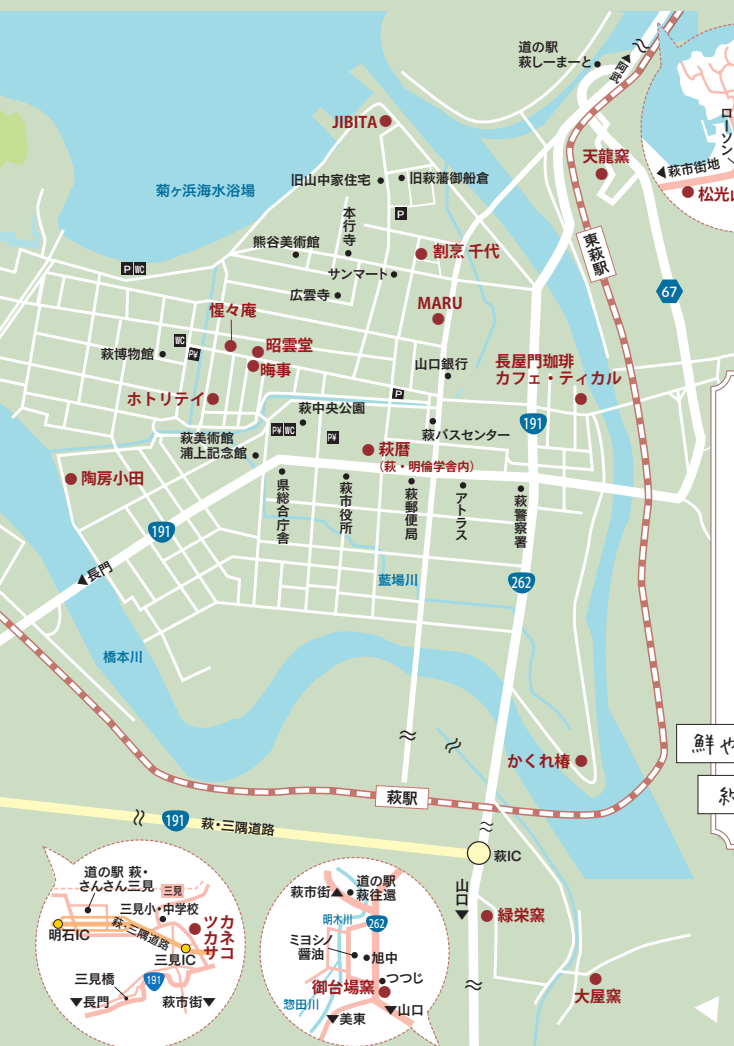 道の駅
萩しーまーと
▲阿武
ローソン
◀萩市街地
松光山
JIBITA
天龍窯
旧山中家住宅
旧萩藩御船倉
菊ヶ浜海水浴場
本行寺
P
東萩駅
熊谷美術館
割烹 千代
サンマート
P WC
広雲寺
67
惺々庵
MARU
WC
昭雲堂
萩博物館
P¥
晦事
山口銀行
長屋門珈琲
カフェ・ティカル
ホトリテイ
P
萩中央公園
191
P¥ WC
P¥
萩バスセンター
萩美術館
浦上記念館
萩暦
(萩・明倫学舎内)
陶房小田
県総合庁舎
萩市役所
萩郵便局
アトラス
萩警察署
191
▲長門
藍場川
262
橋本川
鮮や
かくれ椿
萩駅
191
萩・三隅道路
萩IC
山口▼
緑栄窯
大屋窯
道の駅 萩・
さんさん三見
三見
三見小・中学校
ツカサ
カネコ
明石IC
萩・三隅道路
三見IC
三見橋
191
▼長門
萩市街▼
萩市街▲
道の駅
萩往還
明木川
262
ミヨシノ
醤油
旭中
つつじ
御台場窯
惣田川
▼美東
▼山口